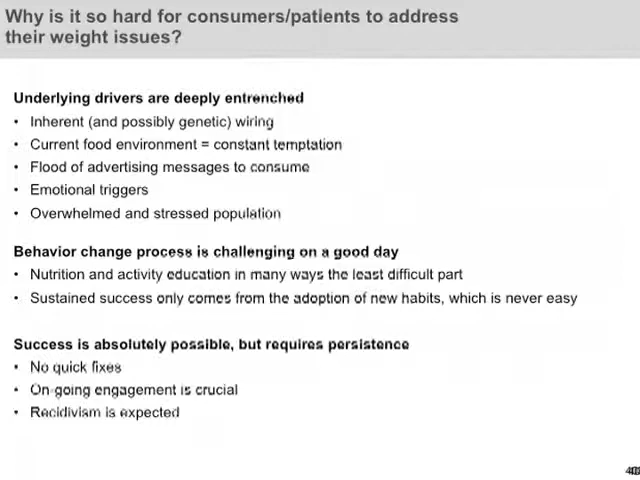 Why is it so hard for consumers/patients to address
their weight issues?
Underlying drivers are deeply entrenched
• Inherent (and possibly genetic) wiring
• Current food environment = constant temptation
• Flood of advertising messages to consume
• Emotional triggers
• Overwhelmed and stressed population
Behavior change process is challenging on a good day
• Nutrition and activity education in many ways the least difficult part
• Sustained success only comes from the adoption of new habits, which is never easy
Success is absolutely possible, but requires persistence
• No quick fixes
• On-going engagement is crucial
• Recidivism is expected